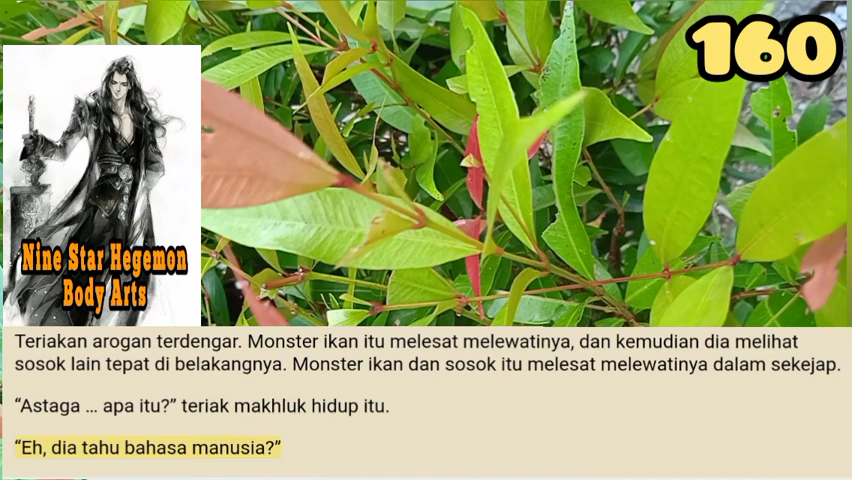 160
Nine Star Hegemon
Body Arts
Teriakan arogan terdengar. Monster ikan itu melesat melewatinya, dan kemudian dia melihat
sosok lain tepat di belakangnya. Monster ikan dan sosok itu melesat melewatinya dalam sekejap.
“Astaga ... apa itu?” teriak makhluk hidup itu.
“Eh, dia tahu bahasa manusia?”